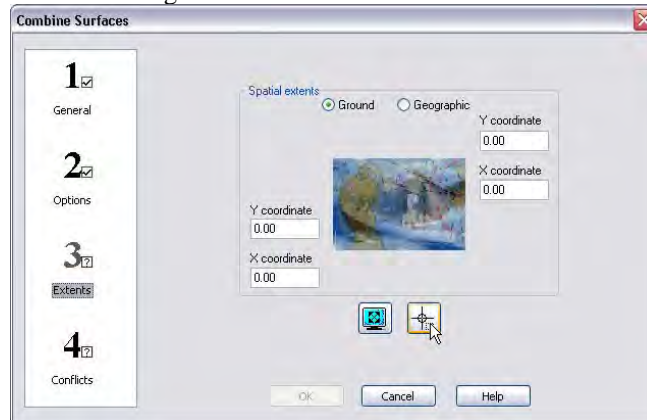 Combine Surfaces
1
General
2
Options
3
Extents
4
Conflicts
Spatial extents
Ground
Geographic
Y coordinate
0.00
X coordinate
0.00
Y coordinate
0.00
X coordinate
0.00
OK
Cancel
Help